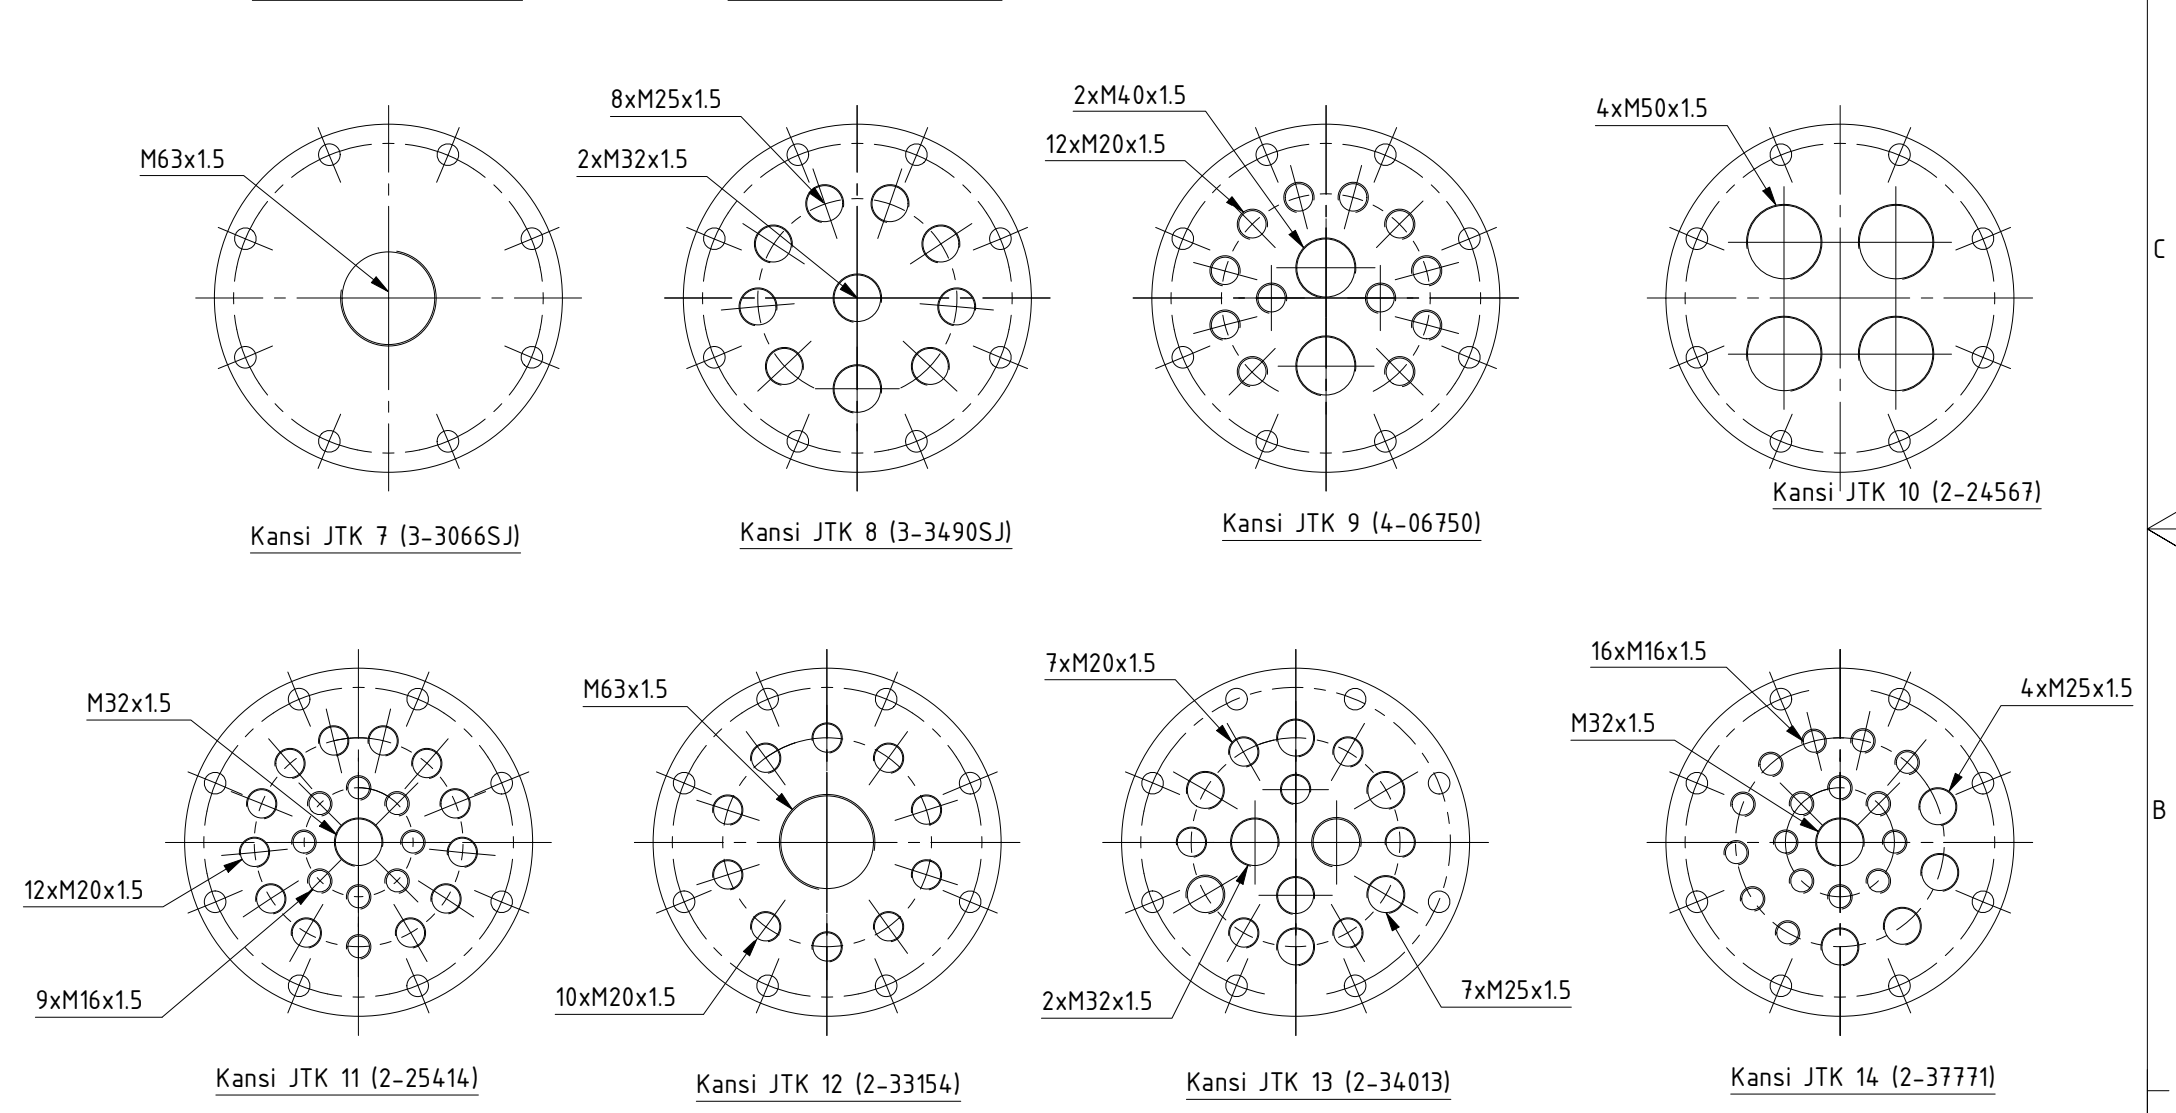 M63x1.5
Kansi JTK 7 (3-3066SJ)
8xM25x1.5
2xM32x1.5
Kansi JTK 8 (3-3490SJ)
2xM40x1.5
12xM20x1.5
Kansi JTK 9 (4-06750)
4xM50x1.5
Kansi JTK 10 (2-24567)
C
M32x1.5
12xM20x1.5
9xM16x1.5
Kansi JTK 11 (2-25414)
M63x1.5
10xM20x1.5
Kansi JTK 12 (2-33154)
7xM20x1.5
2xM32x1.5
7xM25x1.5
Kansi JTK 13 (2-34013)
16xM16x1.5
4xM25x1.5
M32x1.5
Kansi JTK 14 (2-37771)
B